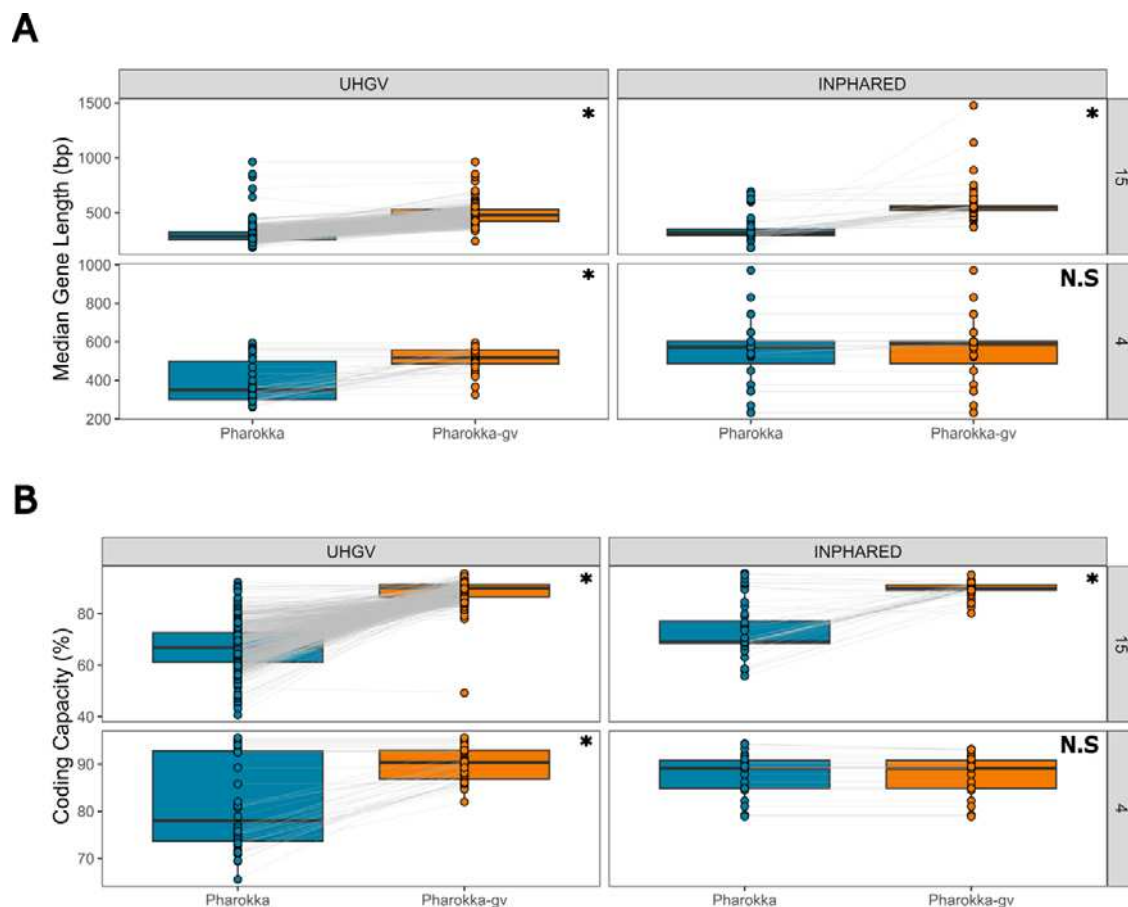 A
UHGV
INPHARED
Median Gene Length (bp)
1500
1000
500
*
*
15
1000
800
600
400
200
*
N.S
4
Pharokka
Pharokka-gv
Pharokka
Pharokka-gv
B
UHGV
INPHARED
Coding Capacity (%)
80
60
40
*
*
15
90
80
70
*
N.S
4
Pharokka
Pharokka-gv
Pharokka
Pharokka-gv